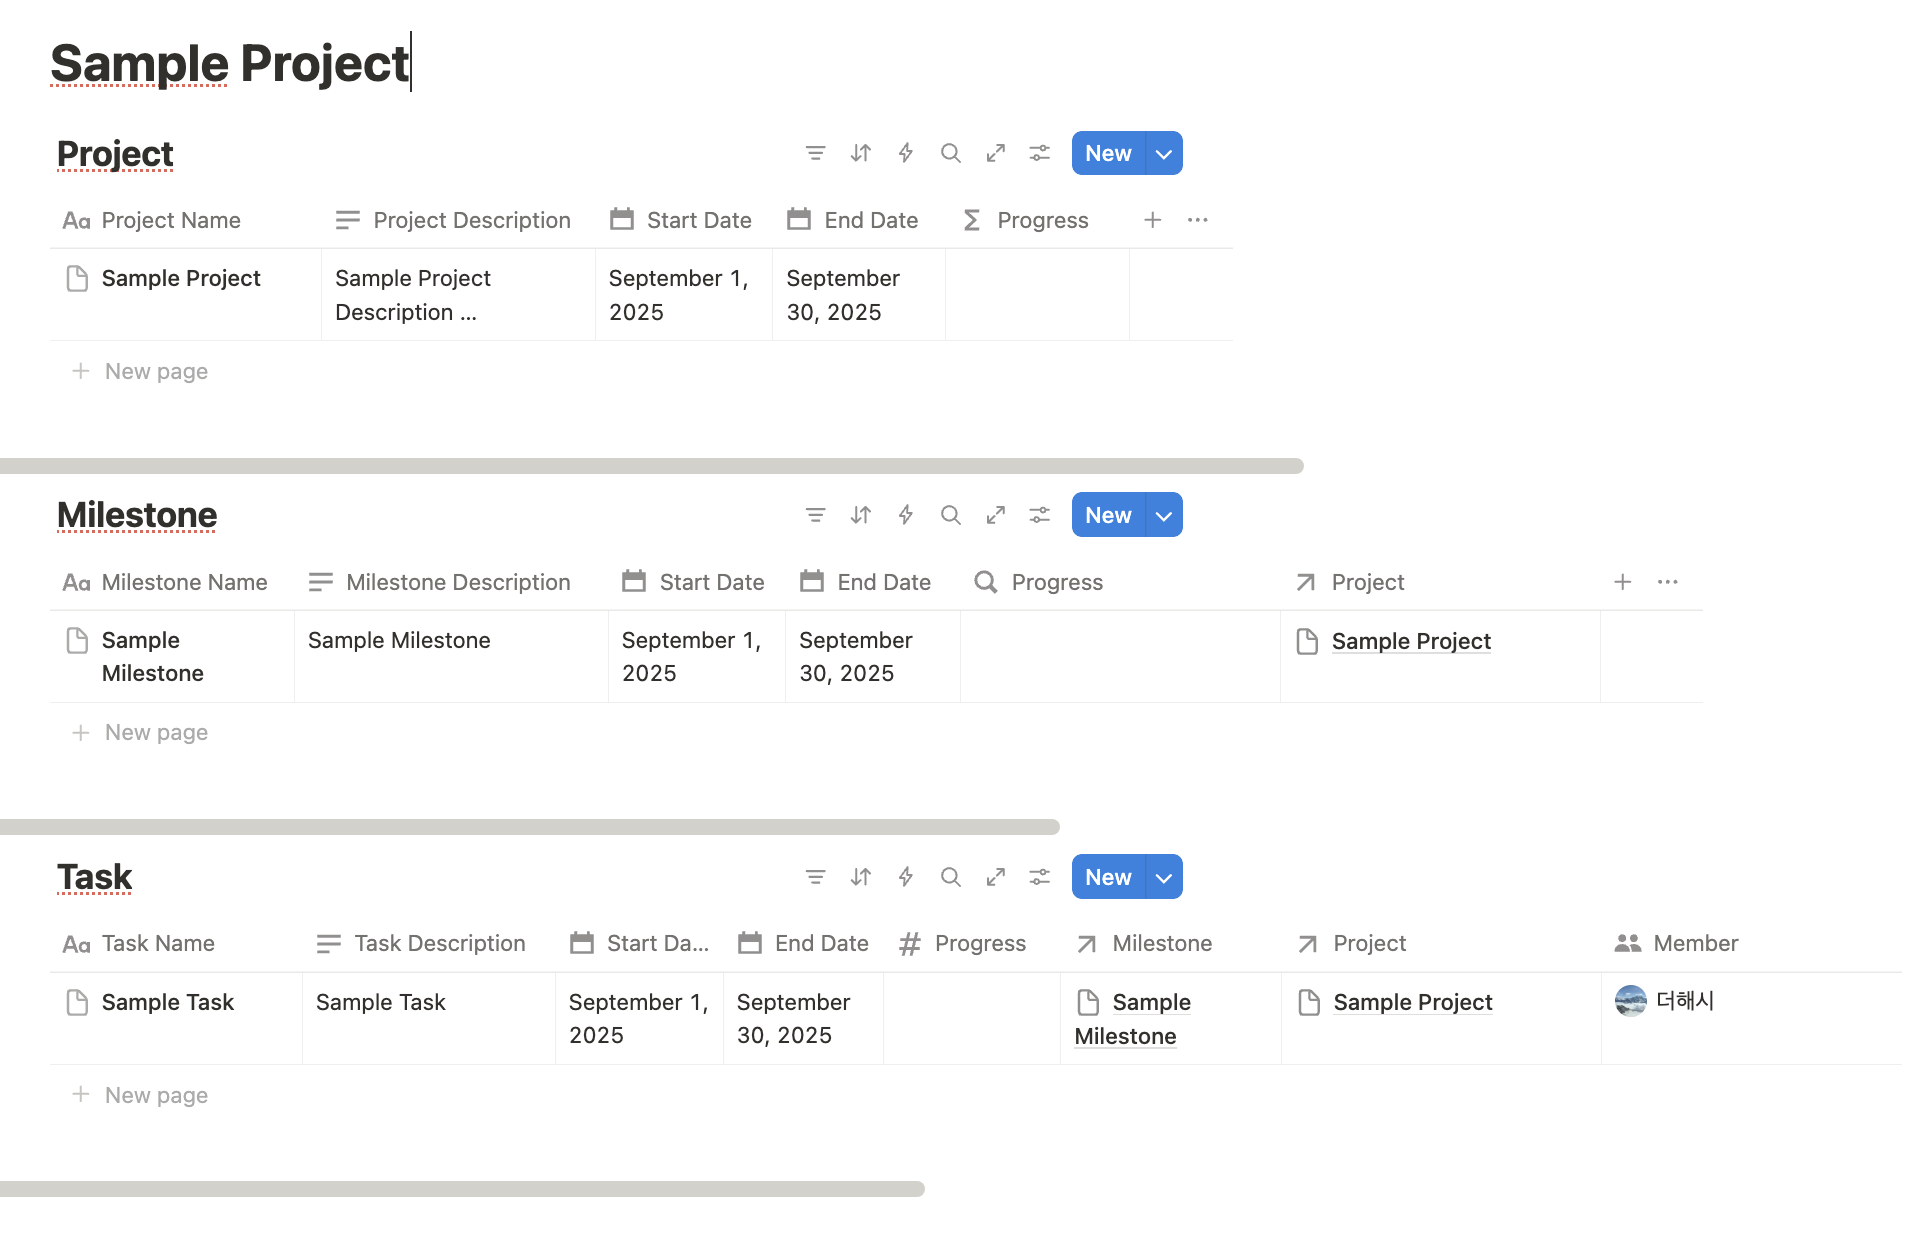 Sample Project
Project
New
Aa Project Name
Project Description
Start Date
End Date
Σ Progress
Sample Project
Sample Project
Description ...
September 1,
2025
September
30, 2025
+ New page
Milestone
New
Aa Milestone Name
Milestone Description
Start Date
End Date
Progress
Project
Sample
Milestone
Sample Milestone
September 1,
2025
September
30, 2025
Sample Project
+ New page
Task
New
Aa Task Name
Task Description
Start Da...
End Date
# Progress
Milestone
Project
Member
Sample Task
Sample Task
September 1,
2025
September
30, 2025
Sample
Milestone
Sample Project
더해시
+ New page